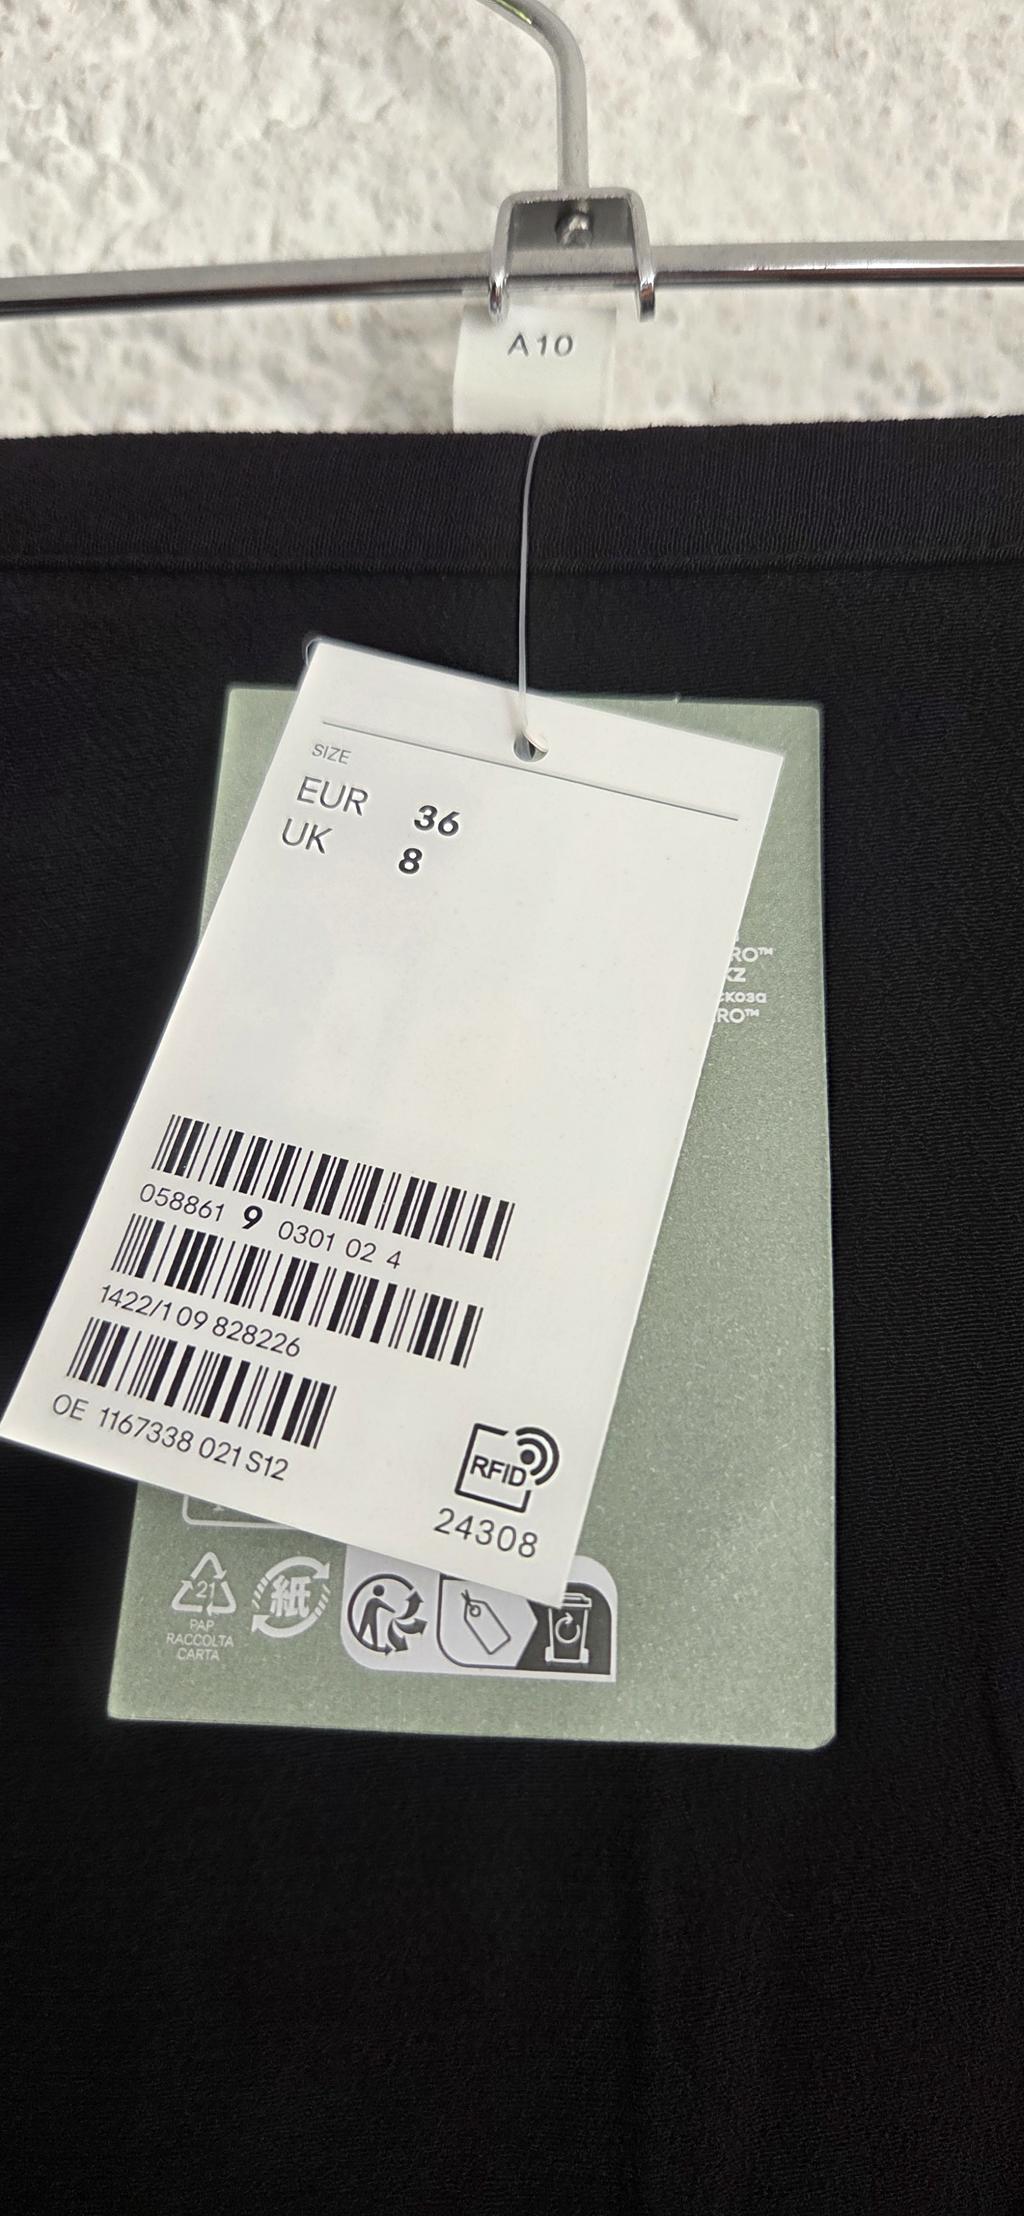 A10
SIZE
EUR 36
UK 8
RO™
KZ
скоза
RO™
058861 9 0301 02 4
1422/1 09 828226
OE 1167338 021 S12
RFID
24308
21
PAP
RACCOLTA
CARTA
紙